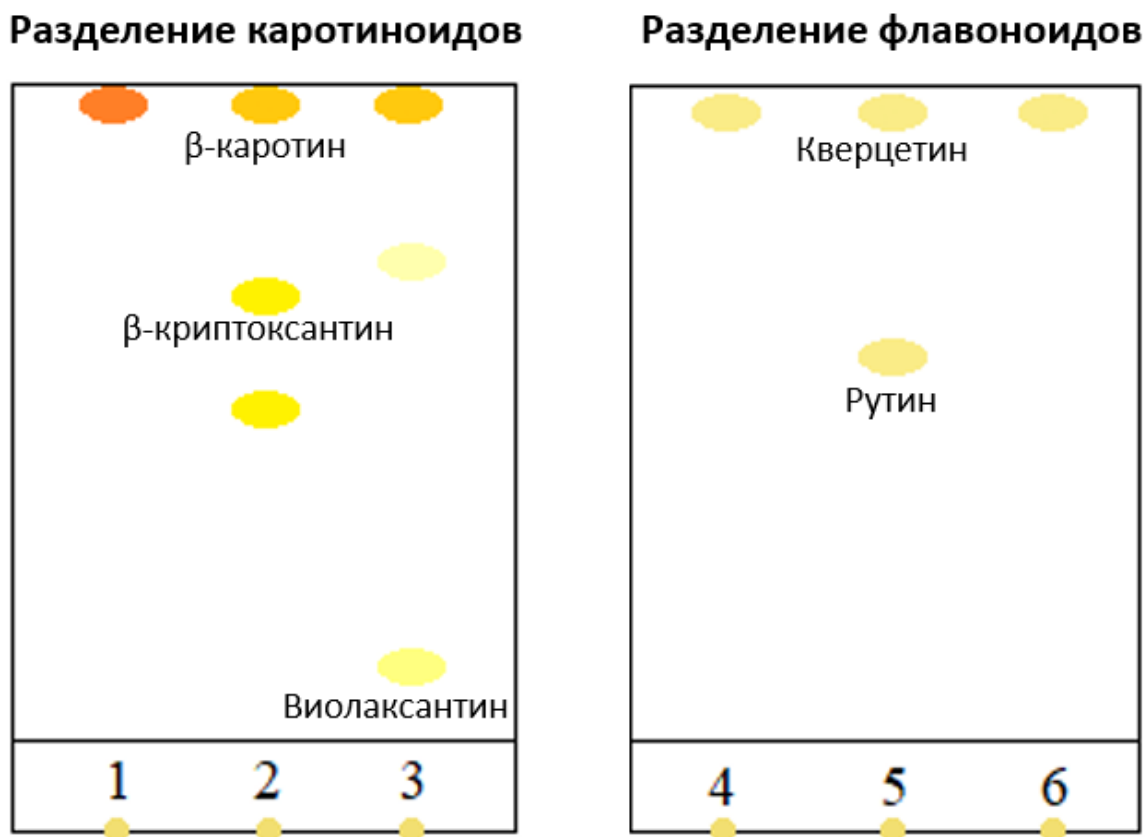 Разделение каротиноидов
β-каротин
β-криптоксантин
Виолаксантин
1 2 3
Разделение флавоноидов
Кверцетин
Рутин
4 5 6